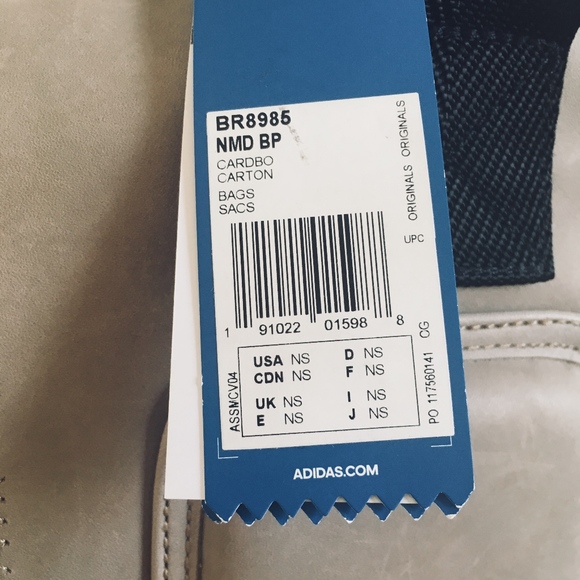 BR8985
NMD BP
CARDBO
CARTON
BAGS
SACS
ORIGINALS ORIGINALS
UPC
1 91022 01598 8
USA NS D NS
CDN NS F NS
UK NS I NS
E NS J NS
ASSMCV04
PO 117560141 CG
ADIDAS.COM